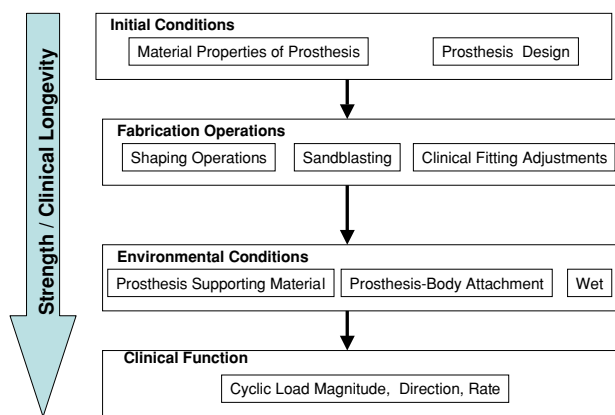 Strength / Clinical Longevity
Initial Conditions
Material Properties of Prosthesis
Prosthesis Design
Fabrication Operations
Shaping Operations
Sandblasting
Clinical Fitting Adjustments
Environmental Conditions
Prosthesis Supporting Material
Prosthesis-Body Attachment
Wet
Clinical Function
Cyclic Load Magnitude, Direction, Rate